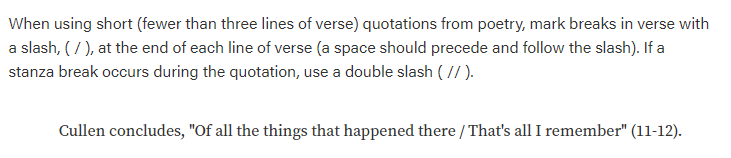 When using short (fewer than three lines of verse) quotations from poetry, mark breaks in verse with
a slash, ( / ), at the end of each line of verse (a space should precede and follow the slash). If a
stanza break occurs during the quotation, use a double slash ( // ).
Cullen concludes, "Of all the things that happened there / That's all I remember" (11-12).